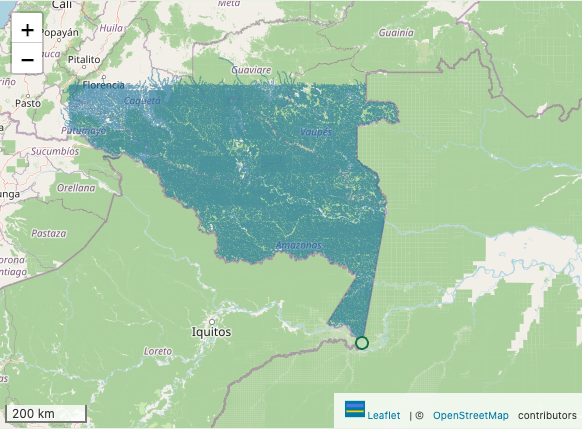 Cali
Meta
+
Popayán
Huila
Guainía
−
Pitalito
Guaviare
Florencia
Caquetá
Pasto
Vaupés
Putumayo
Sucumbíos
Orellana
Pastaza
Amazonas
Iquitos
Loreto
200 km
Leaflet | © OpenStreetMap contributors